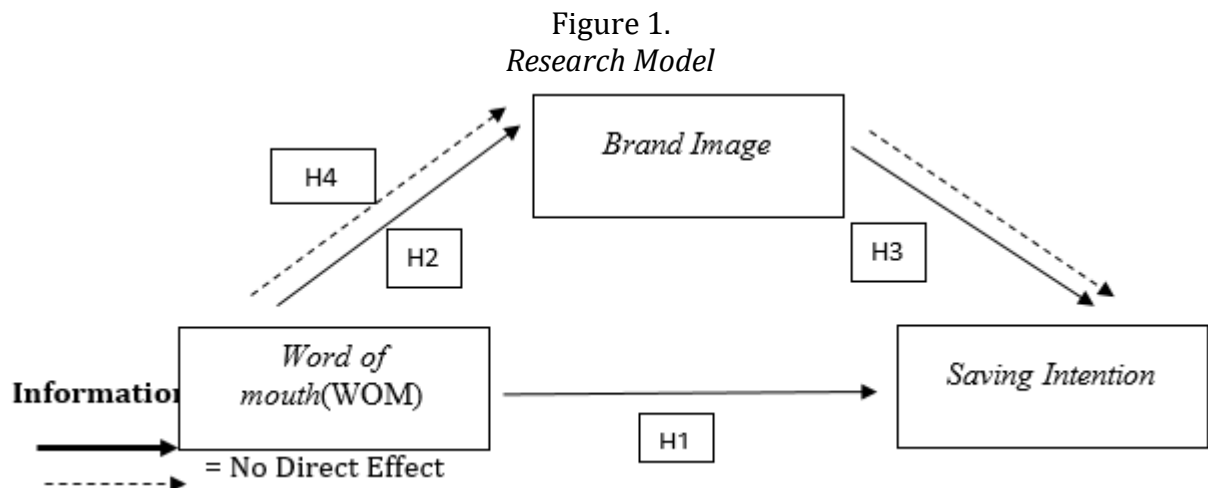 Figure 1.
Research Model
Brand Image
H4
H2
H3
Word of
mouth(WOM)
Saving Intention
Information
H1
= No Direct Effect